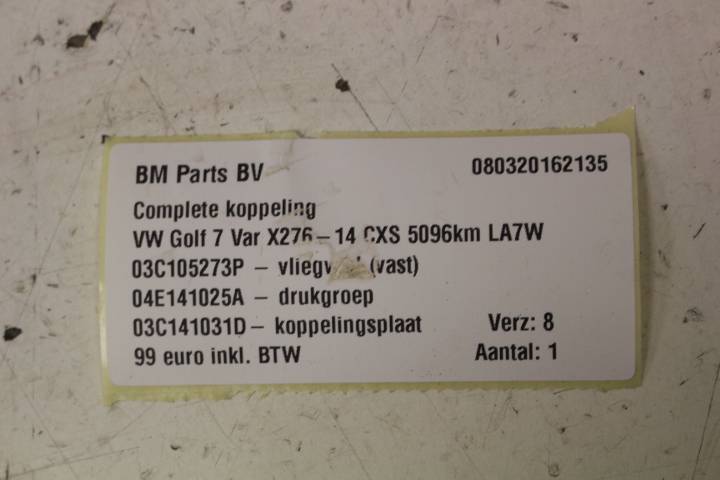 BM Parts BV 080320162135
Complete koppeling
VW Golf 7 Var X276-14 CXS 5096km LA7W
03C105273P - (vast)
04E141025A - drukgroep
03C141031D - koppelingsplaat Verz: 8
99 euro inkl. BTW Aantal: 1